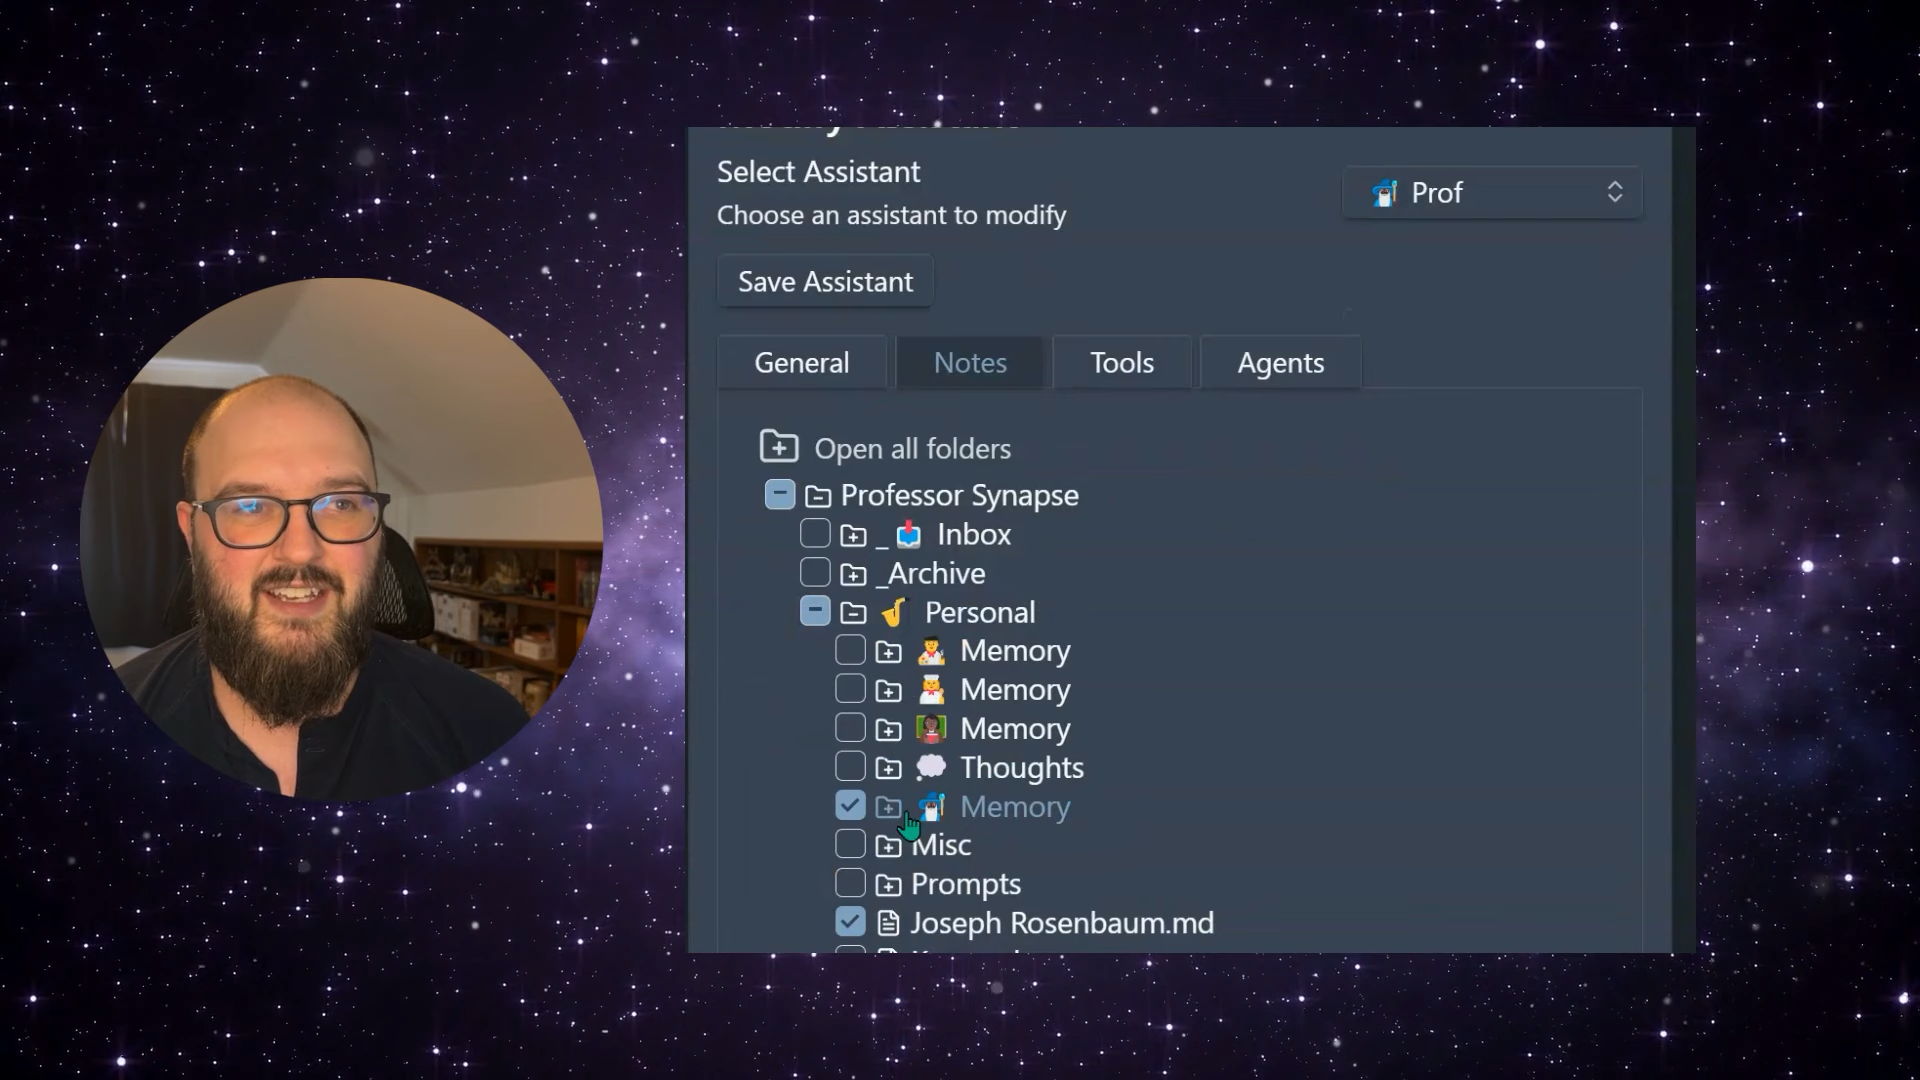 Select Assistant
Choose an assistant to modify
Prof
Save Assistant
General
Notes
Tools
Agents
Open all folders
Professor Synapse
_ Inbox
_Archive
Personal
Memory
Memory
Memory
Thoughts
Memory
Misc
Prompts
Joseph Rosenbaum.md